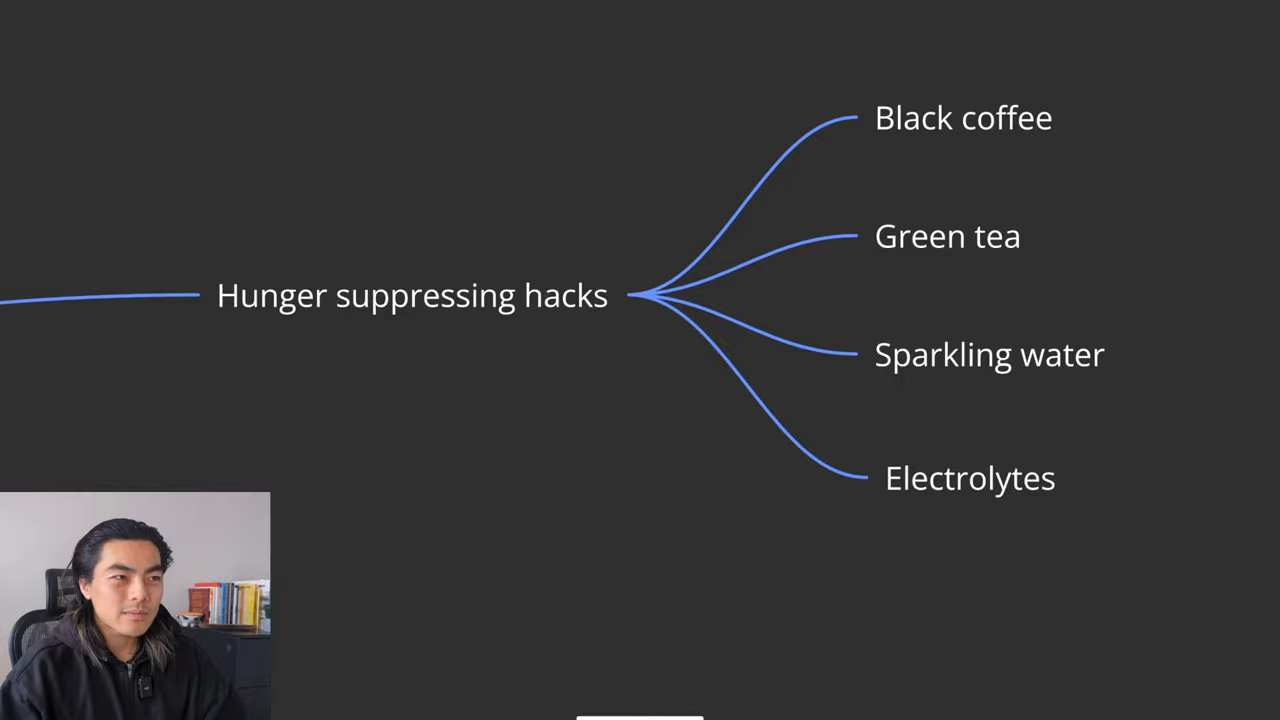 Black coffee
Green tea
Hunger suppressing hacks
Sparkling water
Electrolytes